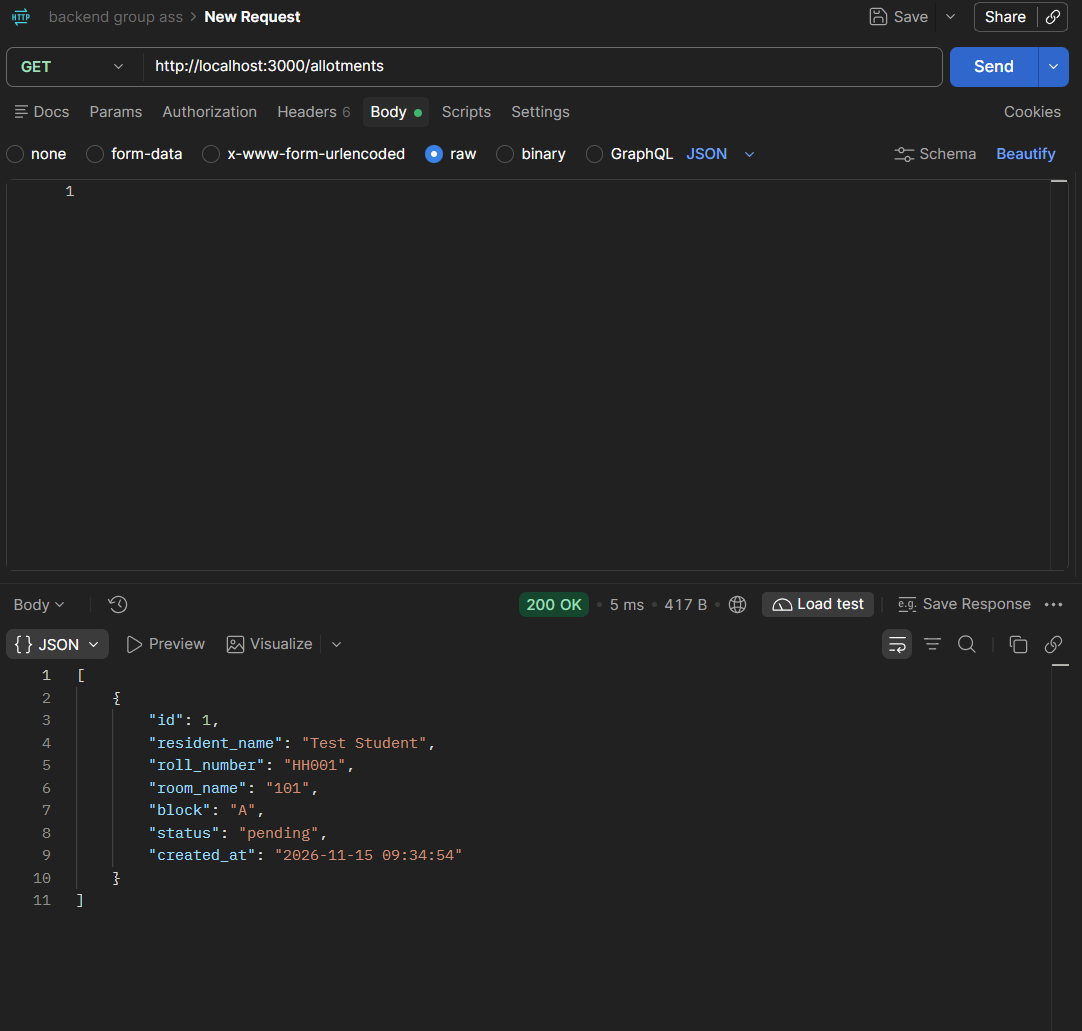 HTTP backend group ass > New Request Save Share
GET http://localhost:3000/allotments Send
Docs Params Authorization Headers 6 Body Scripts Settings Cookies
none form-data x-www-form-urlencoded raw binary GraphQL JSON Schema Beautify
1
Body 200 OK • 5 ms • 417 B • Load test e.g. Save Response
{} JSON Preview Visualize
1 [
2 {
3 "id": 1,
4 "resident_name": "Test Student",
5 "roll_number": "HH001",
6 "room_name": "101",
7 "block": "A",
8 "status": "pending",
9 "created_at": "2026-11-15 09:34:54"
10 }
11 ]